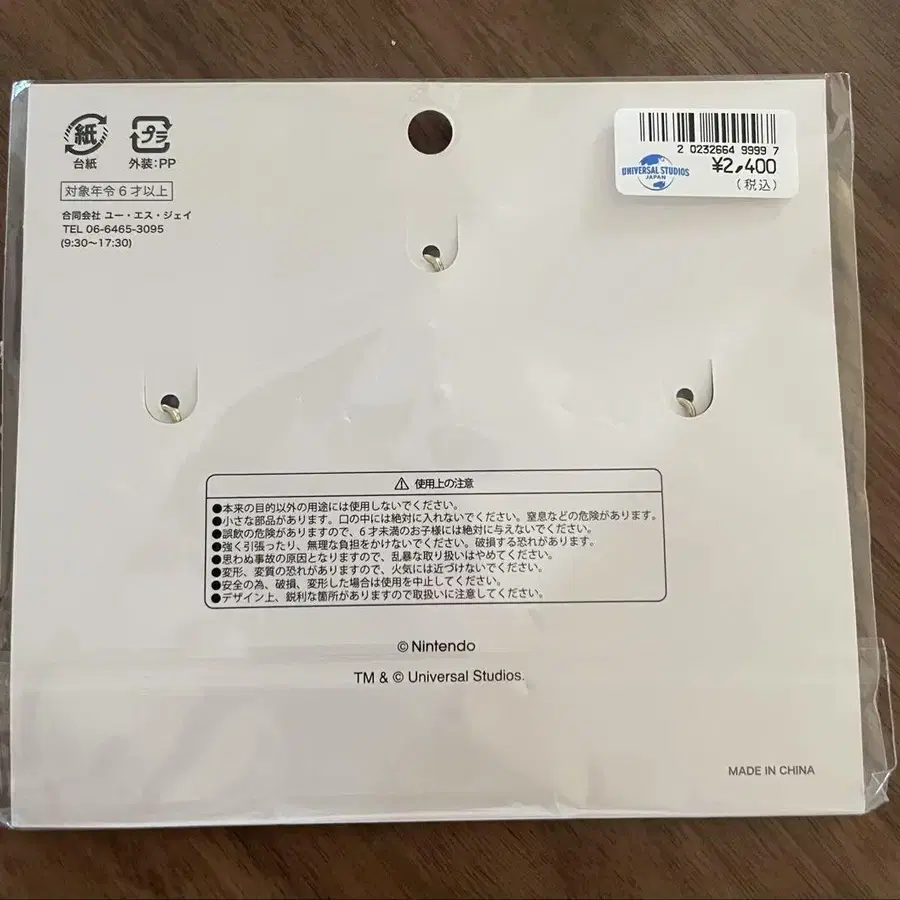 紙
プラ
台紙
外装:PP
対象年令6才以上
合同会社 ユー・エス・ジェイ
TEL 06-6465-3095
(9:30〜17:30)
2 0232664 9999 7
UNIVERSAL STUDIOS
JAPAN
¥2,400
(税込)
⚠ 使用上の注意
●本来の目的以外の用途には使用しないでください。
●小さな部品があります。口の中には絶対に入れないでください。窒息などの危険があります。
●誤飲の危険がありますので、6才未満のお子様には絶対に与えないでください。
●強く引張ったり、無理な負担をかけないでください。破損する恐れがあります。
●思わぬ事故の原因となりますので、乱暴な取り扱いはやめてください。
●変形、変質の恐れがありますので、火気には近づけないでください。
●安全の為、破損、変形した場合は使用を中止してください。
●デザイン上、鋭利な箇所がありますので取扱いに注意してください。
©Nintendo
TM & © Universal Studios.
MADE IN CHINA